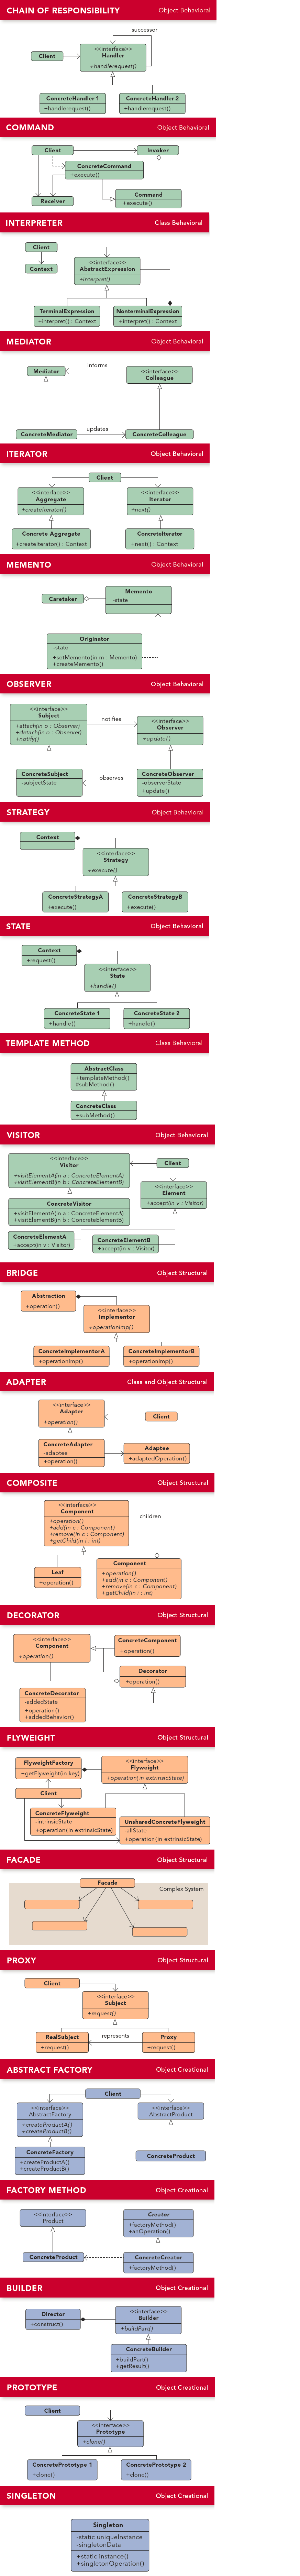 CHAIN OF RESPONSIBILITY Object Behavioral
successor
<<interface>>
Client Handler
+handlerequest()
ConcreteHandler 1 ConcreteHandler 2
+handlerequest() +handlerequest()
COMMAND Object Behavioral
Client Invoker
ConcreteCommand
+execute()
Command
Receiver +execute()
INTERPRETER Class Behavioral
Client
<<interface>>
Context AbstractExpression
+interpret()
TerminalExpression NonterminalExpression
+interpret() : Context +interpret() : Context
MEDIATOR Object Behavioral
informs
Mediator <<interface>>
Colleague
updates
ConcreteMediator ConcreteColleague
ITERATOR Object Behavioral
Client
<<interface>> <<interface>>
Aggregate Iterator
+createIterator() +next()
Concrete Aggregate ConcreteIterator
+createIterator() : Context +next() : Context
MEMENTO Object Behavioral
Memento
Caretaker -state
Originator
-state
+setMemento(in m : Memento)
+createMemento()
OBSERVER Object Behavioral
<<interface>>
Subject notifies <<interface>>
+attach(in o : Observer) Observer
+detach(in o : Observer) +update()
+notify()
ConcreteSubject ConcreteObserver
-subjectState observes -observerState
+update()
STRATEGY Object Behavioral
Context
<<interface>>
Strategy
+execute()
ConcreteStrategyA ConcreteStrategyB
+execute() +execute()
STATE Object Behavioral
Context
+request() <<interface>>
State
+handle()
ConcreteState 1 ConcreteState 2
+handle() +handle()
TEMPLATE METHOD Class Behavioral
AbstractClass
+templateMethod()
#subMethod()
ConcreteClass
+subMethod()
VISITOR Object Behavioral
<<interface>>
Visitor Client
+visitElementA(in a : ConcreteElementA)
+visitElementB(in b : ConcreteElementB) <<interface>>
Element
ConcreteVisitor +accept(in v : Visitor)
+visitElementA(in a : ConcreteElementA)
+visitElementB(in b : ConcreteElementB)
ConcreteElementA ConcreteElementB
+accept(in v : Visitor) +accept(in v : Visitor)
BRIDGE Object Structural
Abstraction
+operation() <<interface>>
Implementor
+operationImp()
ConcreteImplementorA ConcreteImplementorB
+operationImp() +operationImp()
ADAPTER Class and Object Structural
<<interface>>
Adapter Client
+operation()
ConcreteAdapter Adaptee
-adaptee +adaptedOperation()
+operation()
COMPOSITE Object Structural
<<interface>>
Component children
+operation()
+add(in c : Component)
+remove(in c : Component)
+getChild(in i : int)
Component
Leaf +operation()
+operation() +add(in c : Component)
+remove(in c : Component)
+getChild(in i : int)
DECORATOR Object Structural
<<interface>> ConcreteComponent
Component +operation()
+operation()
Decorator
+operation()
ConcreteDecorator
-addedState
+operation()
+addedBehavior()
FLYWEIGHT Object Structural
FlyweightFactory <<interface>>
+getFlyweight(in key) Flyweight
+operation( in extrinsicState)
Client
ConcreteFlyweight
-intrinsicState UnsharedConcreteFlyweight
+operation(in extrinsicState) -allState
+operation(in extrinsicState)
FACADE Object Structural
Facade Complex System
PROXY Object Structural
Client
<<interface>>
Subject
+request()
RealSubject represents Proxy
+request() +request()
ABSTRACT FACTORY Object Creational
Client
<<interface>> <<interface>>
AbstractFactory AbstractProduct
+createProductA()
+createProductB()
ConcreteFactory ConcreteProduct
+createProductA()
+createProductB()
FACTORY METHOD Object Creational
<<interface>> Creator
Product +factoryMethod()
+anOperation()
ConcreteProduct ConcreteCreator
+factoryMethod()
BUILDER Object Creational
Director <<interface>>
+construct() Builder
+buildPart()
ConcreteBuilder
+buildPart()
+getResult()
PROTOTYPE Object Creational
Client
<<interface>>
Prototype
+clone()
ConcretePrototype 1 ConcretePrototype 2
+clone() +clone()
SINGLETON Object Creational
Singleton
-static uniqueInstance
-singletonData
+static instance()
+singletonOperation()